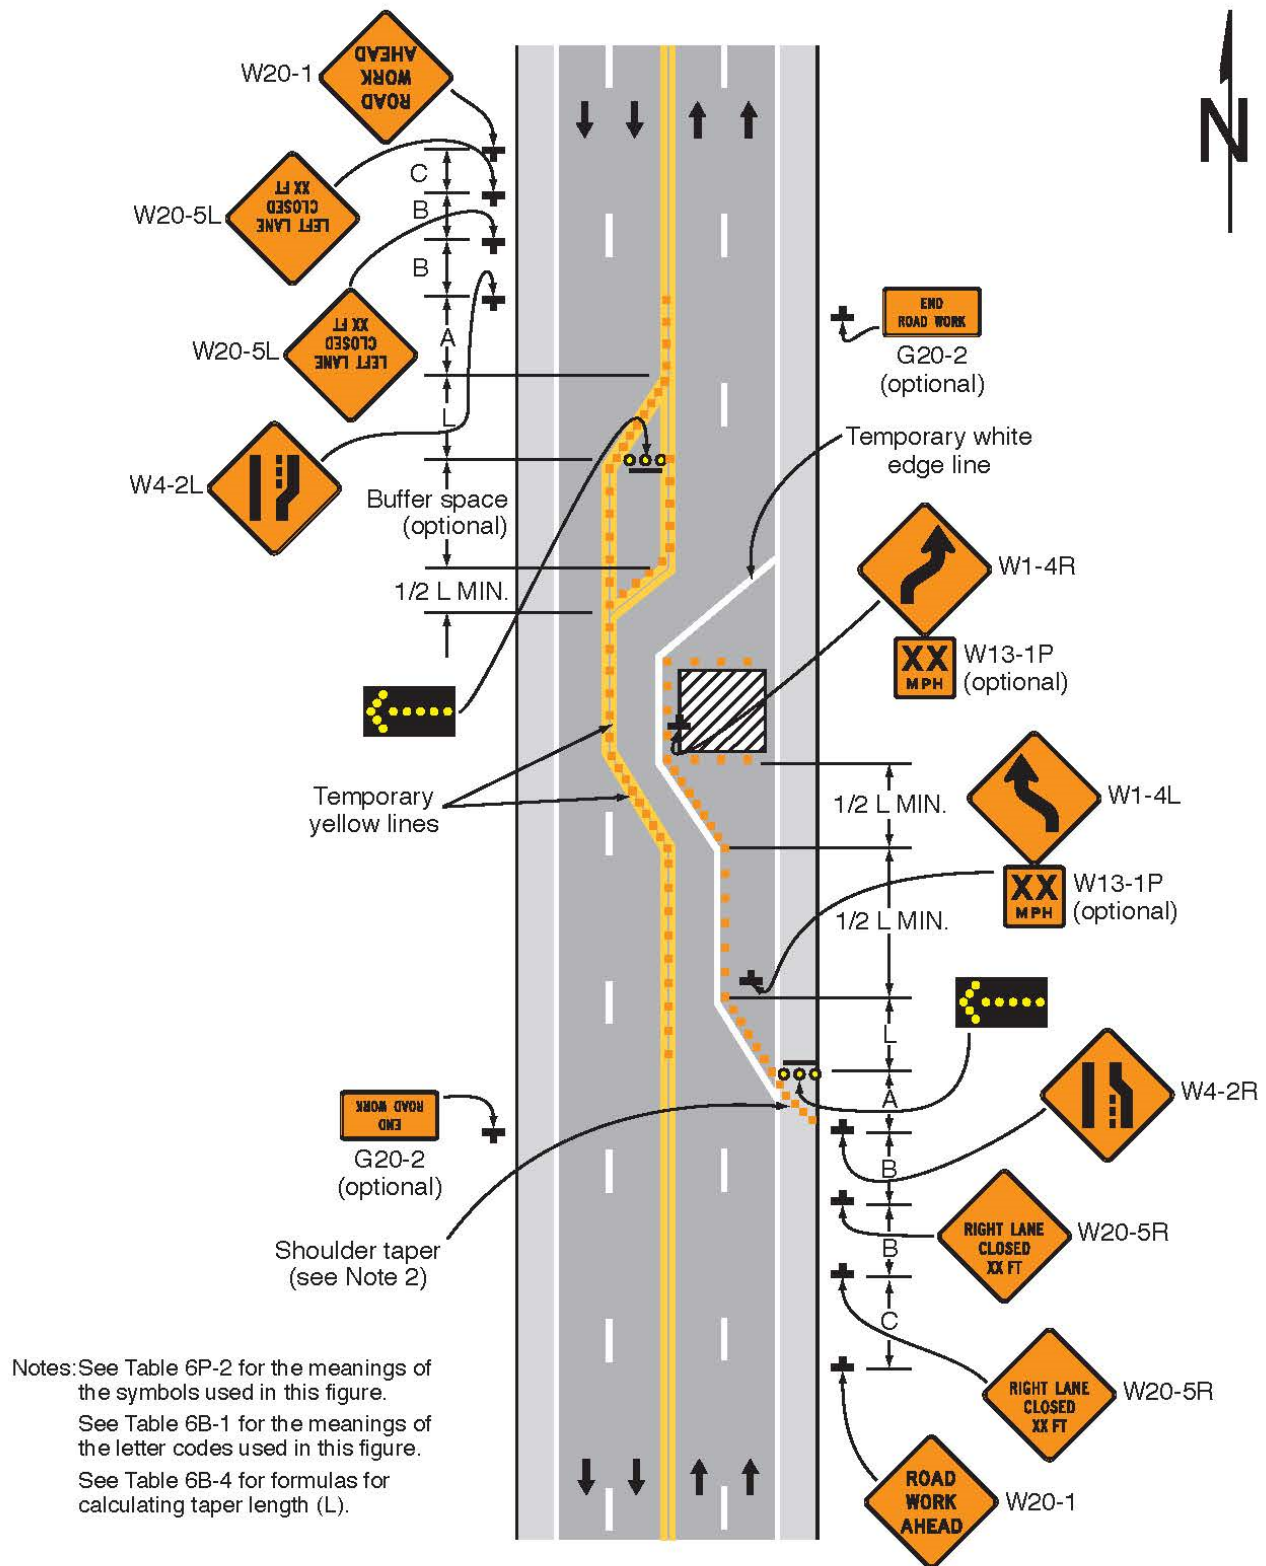 W20-1
ROAD
WORK
AHEAD
N
C
W20-5L
LEFT LANE
CLOSED
XX FT
B
B
W20-5L
LEFT LANE
CLOSED
XX FT
A
END
ROAD WORK
G20-2
(optional)
L
Temporary white
edge line
W4-2L
Buffer space
(optional)
W1-4R
1/2 L MIN.
XX
MPH
W13-1P
(optional)
Temporary
yellow lines
1/2 L MIN.
W1-4L
XX
MPH
W13-1P
(optional)
1/2 L MIN.
L
A
W4-2R
END
ROAD WORK
G20-2
(optional)
B
RIGHT LANE
CLOSED
XX FT
W20-5R
B
Shoulder taper
(see Note 2)
C
RIGHT LANE
CLOSED
XX FT
W20-5R
Notes: See Table 6P-2 for the meanings of
the symbols used in this figure.
See Table 6B-1 for the meanings of
the letter codes used in this figure.
See Table 6B-4 for formulas for
calculating taper length (L).
ROAD
WORK
AHEAD
W20-1